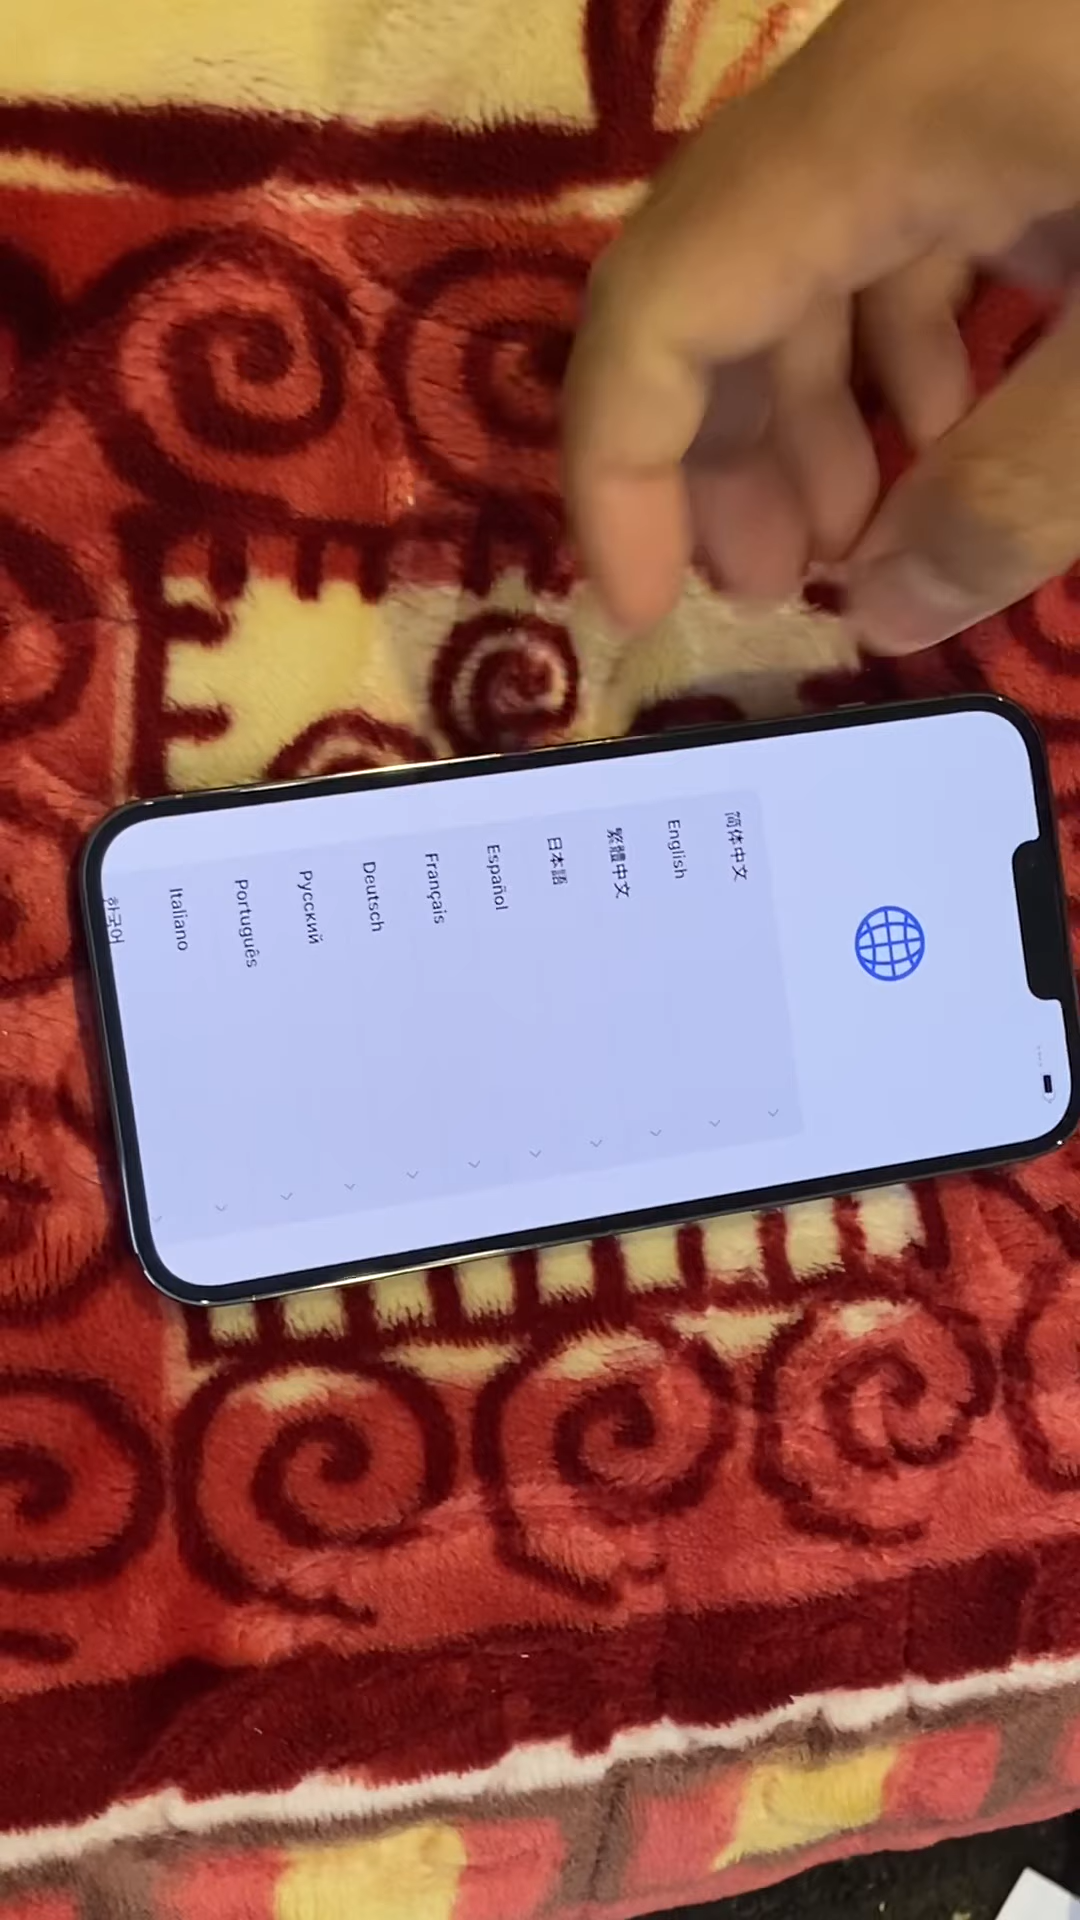 简体中文
English
繁體中文
日本語
Español
Français
Deutsch
Русский
Português
Italiano
한국어